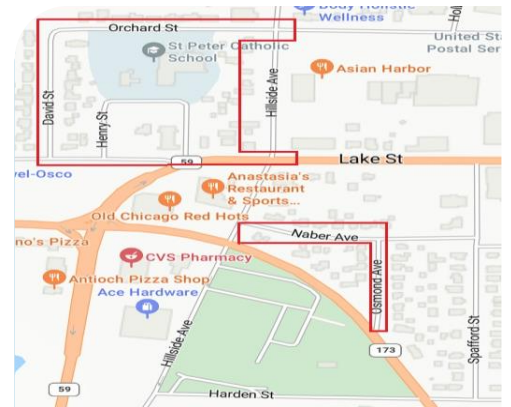 Body Holistic
Wellness
Orchard St
Hol
United Sta
Postal Ser
St Peter Catholic
School
Asian Harbor
David St
Henry St
Hillside Ave
59
Lake St
vel-Osco
Anastasia's
Restaurant
& Sports...
Old Chicago Red Hots
no's Pizza
Naber Ave
CVS Pharmacy
Antioch Pizza Shop
Ace Hardware
Osmond Ave
Hillside Ave
173
Spafford St
59
Harden St